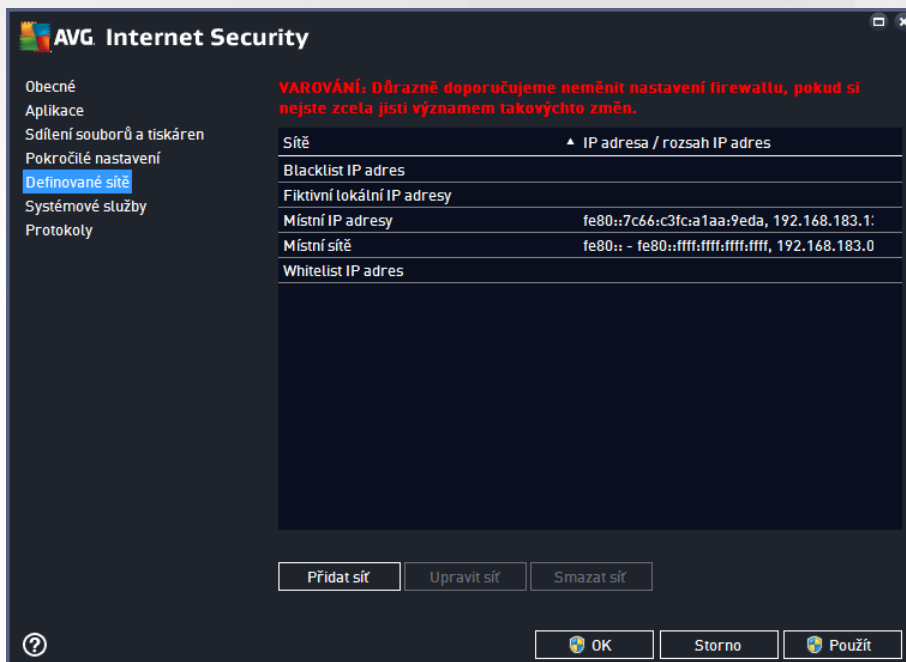 AVG Internet Security
Obecné
Aplikace
Sdílení souborů a tiskáren
Pokročilé nastavení
Definované sítě
Systémové služby
Protokoly
VAROVÁNÍ: Důrazně doporučujeme neměnit nastavení firewallu, pokud si
nejste zcela jisti významem takovýchto změn.
Sítě ▲ IP adresa / rozsah IP adres
Blacklist IP adres
Fiktivní lokální IP adresy
Místní IP adresy fe80::7c66:c3fc:a1aa:9eda, 192.168.183.1
Místní sítě fe80:: - fe80::ffff:ffff:ffff:ffff, 192.168.183.0
Whitelist IP adres
Přidat síť Upravit síť Smazat síť
? OK Storno Použít